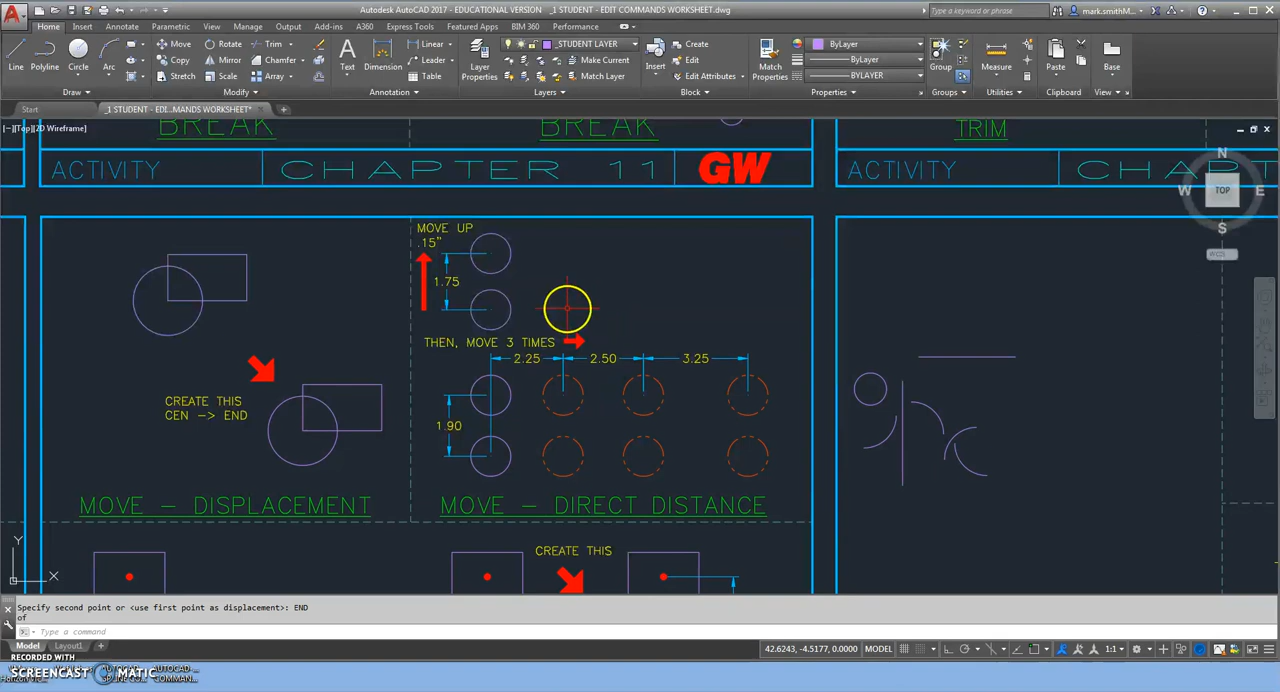 Autodesk AutoCAD 2017 - EDUCATIONAL VERSION _1 STUDENT - EDIT COMMANDS WORKSHEET.dwg
Type a keyword or phrase
mark.smithM...
Home Insert Annotate Parametric View Manage Output Add-ins A360 Express Tools Featured Apps BIM 360 Performance
Line Polyline Circle Arc
Move Rotate Trim
Copy Mirror Chamfer
Stretch Scale Array
Text Dimension
Linear
Leader
Table
Layer Properties
STUDENT LAYER
Make Current
Match Layer
Insert
Create
Edit
Edit Attributes
Match Properties
ByLayer
ByLayer
BYLAYER
Group Measure Paste Base
Draw Modify Annotation Layers Block Properties Groups Utilities Clipboard View
Start _1 STUDENT - EDI...MANDS WORKSHEET*
[−][Top][2D Wireframe]
BREAK BREAK TRIM
ACTIVITY CHAPTER 11 GW ACTIVITY CHAPT
N
W TOP E
S
WCS
MOVE UP
.15"
1.75
THEN, MOVE 3 TIMES
2.25 2.50 3.25
CREATE THIS
CEN -> END
1.90
MOVE - DISPLACEMENT MOVE - DIRECT DISTANCE
CREATE THIS
Y
X
Specify second point or <use first point as displacement>: END
of
Type a command
Model Layout1
42.6243, -4.5177, 0.0000 MODEL 1:1
RECORDED WITH
SCREENCAST MATIC